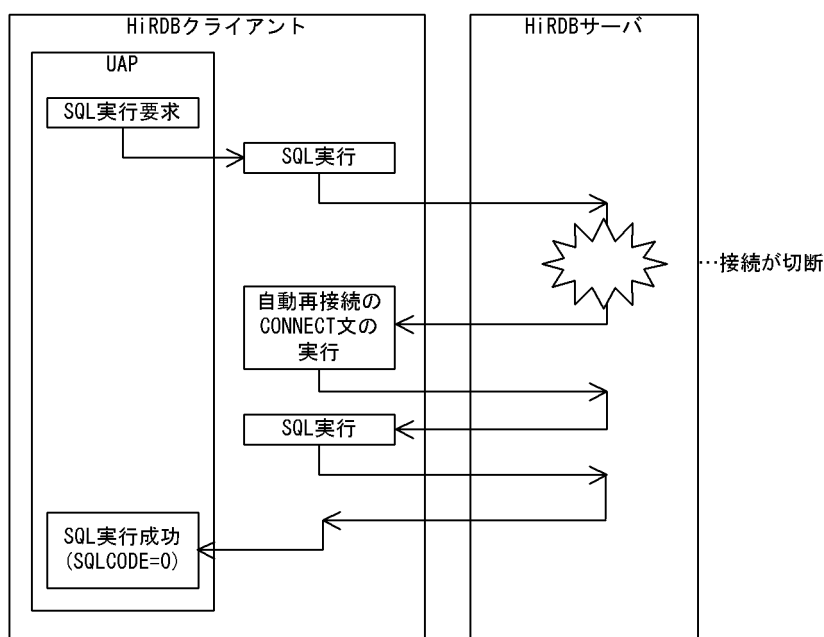 HiRDBクライアント
HiRDBサーバ
UAP
SQL実行要求
SQL実行
…接続が切断
自動再接続の
CONNECT文の
実行
SQL実行
SQL実行成功
(SQLCODE=0)